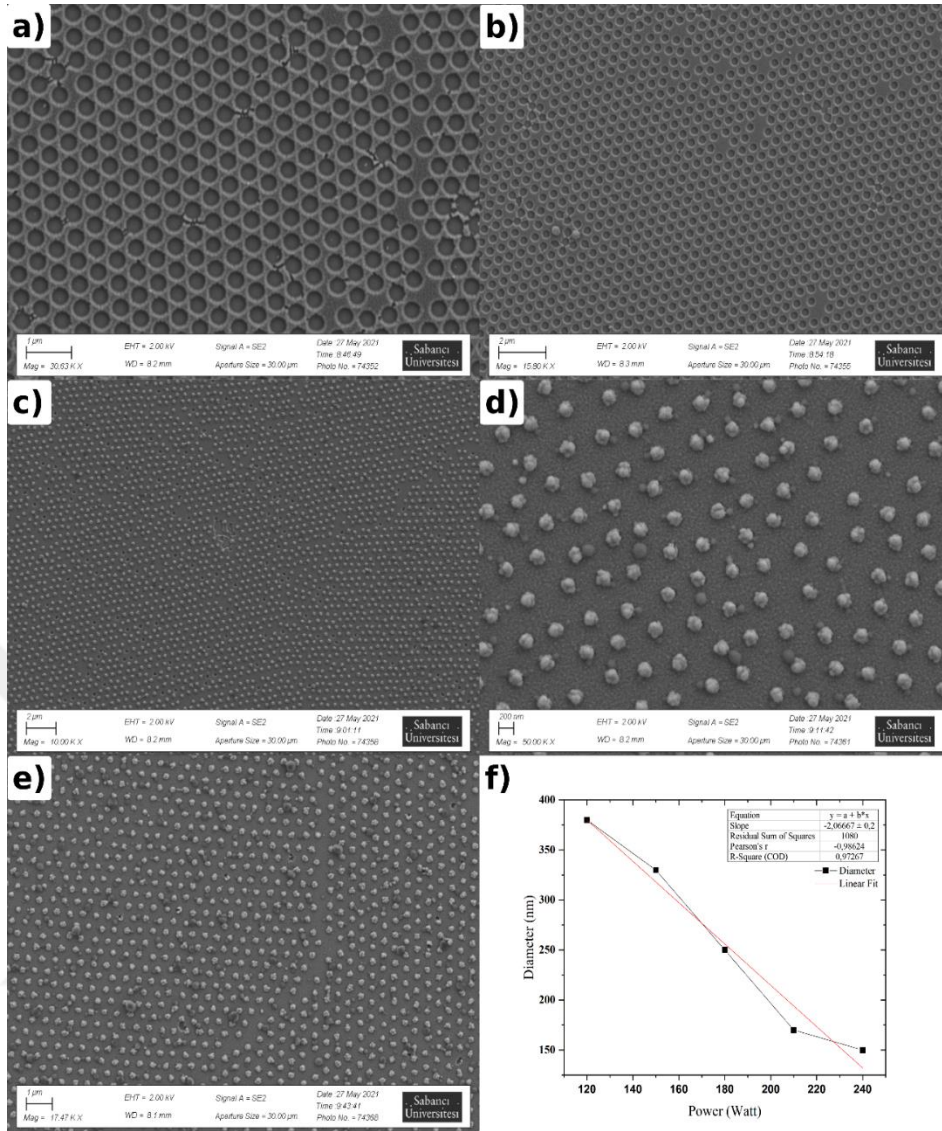 a)
1 µm
Mag = 30.63 K X
EHT = 2.00 kV
WD = 8.2 mm
Signal A = SE2
Aperture Size = 30.00 µm
Date :27 May 2021
Time :8:46:49
Photo No. = 74352
Sabancı
Universitesi
b)
2 µm
Mag = 15.80 K X
EHT = 2.00 kV
WD = 8.3 mm
Signal A = SE2
Aperture Size = 30.00 µm
Date :27 May 2021
Time :8:54:18
Photo No. = 74355
Sabancı
Universitesi
c)
2 µm
Mag = 10.00 K X
EHT = 2.00 kV
WD = 8.2 mm
Signal A = SE2
Aperture Size = 30.00 µm
Date :27 May 2021
Time :9:01:11
Photo No. = 74358
Sabancı
Universitesi
d)
200 nm
Mag = 50.00 K X
EHT = 2.00 kV
WD = 8.2 mm
Signal A = SE2
Aperture Size = 30.00 µm
Date :27 May 2021
Time :9:11:42
Photo No. = 74361
Sabancı
Universitesi
e)
1 µm
Mag = 17.47 K X
EHT = 2.00 kV
WD = 8.1 mm
Signal A = SE2
Aperture Size = 30.00 µm
Date :27 May 2021
Time :9:43:41
Photo No. = 74368
Sabancı
Universitesi
f)
400
350
300
250
200
150
Diameter (nm)
Equation y = a + b*x
Slope -2,06667 ± 0,2
Residual Sum of Squares 1080
Pearson's r -0,98624
R-Square (COD) 0,97267
Diameter
Linear Fit
120 140 160 180 200 220 240
Power (Watt)